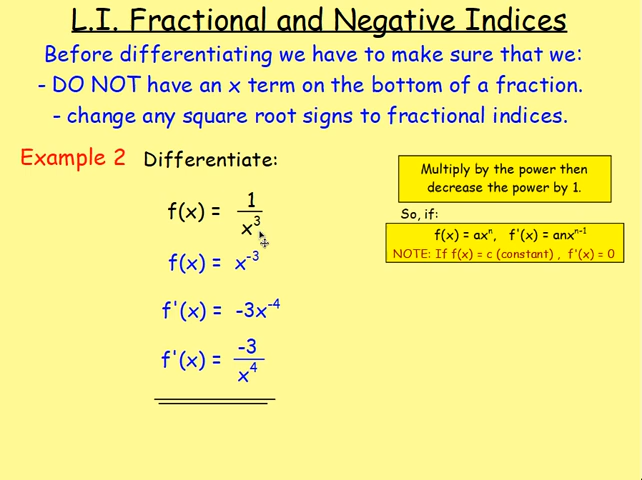 L.I. Fractional and Negative Indices
Before differentiating we have to make sure that we:
- DO NOT have an x term on the bottom of a fraction.
- change any square root signs to fractional indices.
Example 2 Differentiate:
f(x) = 1/x³
f(x) = x⁻³
f'(x) = -3x⁻⁴
f'(x) = -3/x⁴
Multiply by the power then
decrease the power by 1.
So, if:
f(x) = axⁿ, f'(x) = anxⁿ⁻¹
NOTE: If f(x) = c (constant) , f'(x) = 0